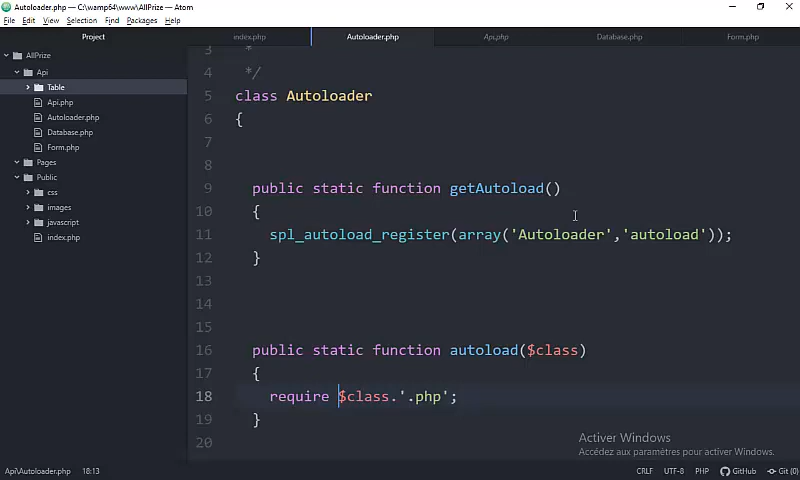 Autoloader.php — C:\wamp64\www\AllPrize — Atom
File Edit View Selection Find Packages Help
Project
index.php Autoloader.php Api.php Database.php Form.php
AllPrize
Api
Table
Api.php
Autoloader.php
Database.php
Form.php
Pages
Public
css
images
javascript
index.php
3 *
4 */
5 class Autoloader
6 {
7
8
9 public static function getAutoload()
10 {
11 spl_autoload_register(array('Autoloader','autoload'));
12 }
13
14
15
16 public static function autoload($class)
17 {
18 require $class.'.php';
19 }
20
Activer Windows
Accédez aux paramètres pour activer Windows.
Api\Autoloader.php 18:13 CRLF UTF-8 PHP GitHub Git (0)